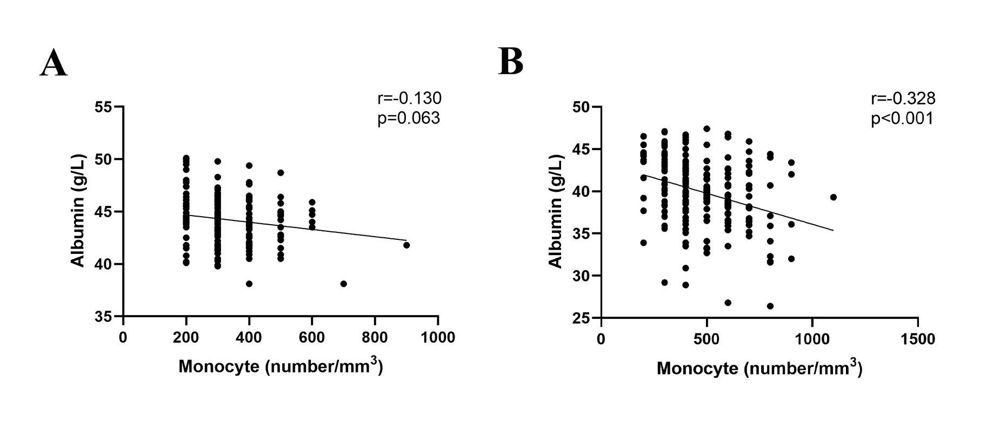 A
r=-0.130
p=0.063
55
50
45
40
35
Albumin (g/L)
0 200 400 600 800 1000
Monocyte (number/mm³)
B
r=-0.328
p<0.001
50
45
40
35
30
25
Albumin (g/L)
0 500 1000 1500
Monocyte (number/mm³)